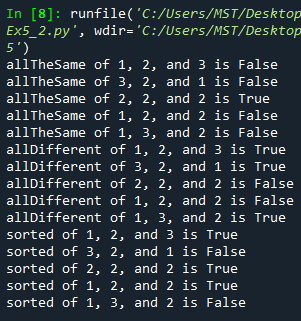 In [8]: runfile('C:/Users/MST/Desktop
Ex5_2.py', wdir='C:/Users/MST/Desktop
5')
allTheSame of 1, 2, and 3 is False
allTheSame of 3, 2, and 1 is False
allTheSame of 2, 2, and 2 is True
allTheSame of 1, 2, and 2 is False
allTheSame of 1, 3, and 2 is False
allDifferent of 1, 2, and 3 is True
allDifferent of 3, 2, and 1 is True
allDifferent of 2, 2, and 2 is False
allDifferent of 1, 2, and 2 is False
allDifferent of 1, 3, and 2 is True
sorted of 1, 2, and 3 is True
sorted of 3, 2, and 1 is False
sorted of 2, 2, and 2 is True
sorted of 1, 2, and 2 is True
sorted of 1, 3, and 2 is False